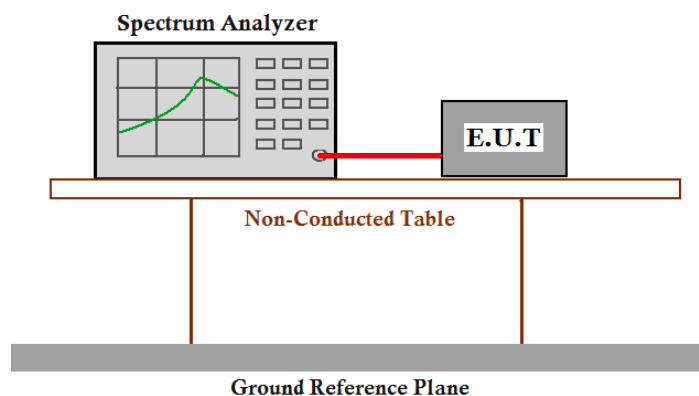 Spectrum Analyzer
E.U.T
Non-Conducted Table
Ground Reference Plane